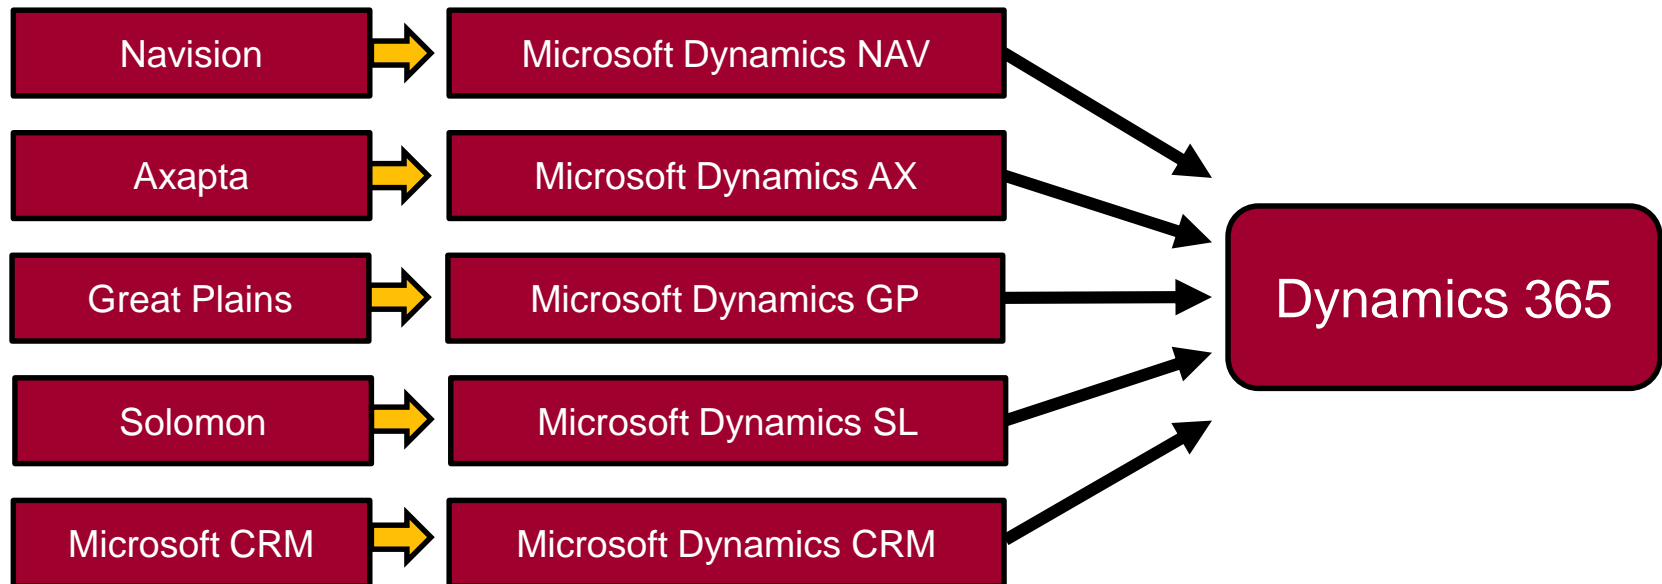 Navision
Microsoft Dynamics NAV
Axapta
Microsoft Dynamics AX
Great Plains
Microsoft Dynamics GP
Dynamics 365
Solomon
Microsoft Dynamics SL
Microsoft CRM
Microsoft Dynamics CRM